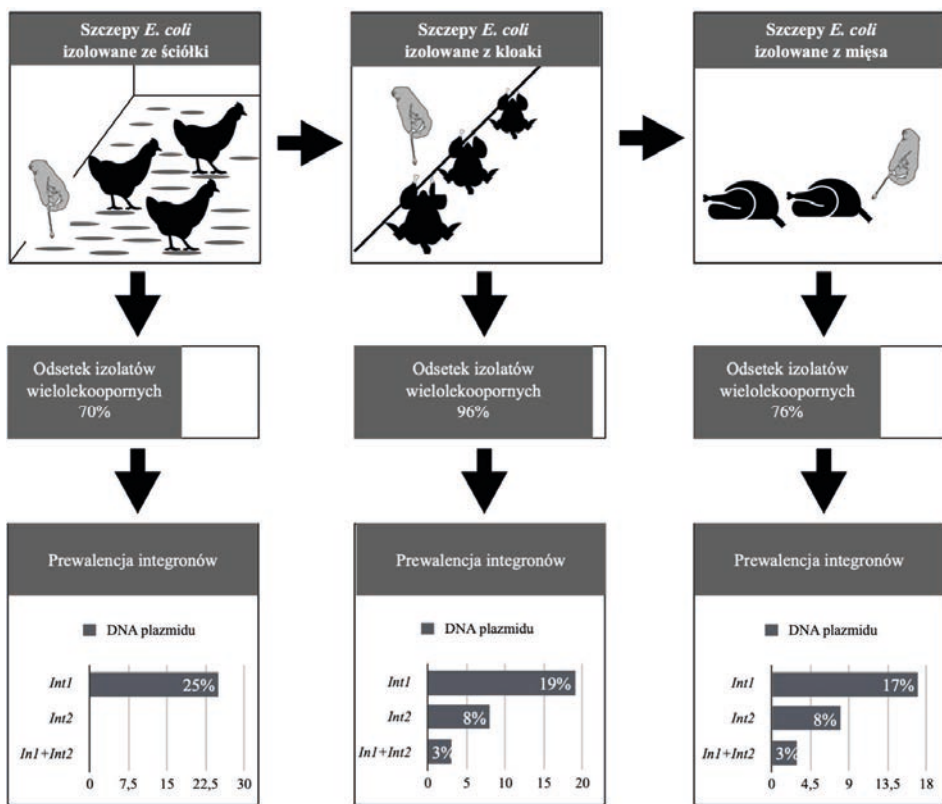 Szczepy E. coli
izolowane ze ściółki
Szczepy E. coli
izolowane z kloaki
Szczepy E. coli
izolowane z mięsa
Odsetek izolatów
wielolekoopornych
70%
Odsetek izolatów
wielolekoopornych
96%
Odsetek izolatów
wielolekoopornych
76%
Prewalencja integronów
DNA plazmidu
Int1 25%
Int2
In1+Int2
0 7,5 15 22,5 30
Prewalencja integronów
DNA plazmidu
Int1 19%
Int2 8%
In1+Int2 3%
0 5 10 15 20
Prewalencja integronów
DNA plazmidu
Int1 17%
Int2 8%
In1+Int2 3%
0 4,5 9 13,5 18